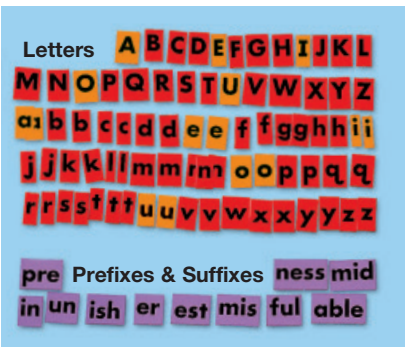 Letters A B C D E F G H I J K L
M N O P Q R S T U V W X Y Z
a b b c c d d e e f f g g h h i i
j j k k l l m m n o o p p q q
r r s s t t t u u v v w x x y y z z
pre Prefixes & Suffixes ness mid
in un ish er est mis ful able